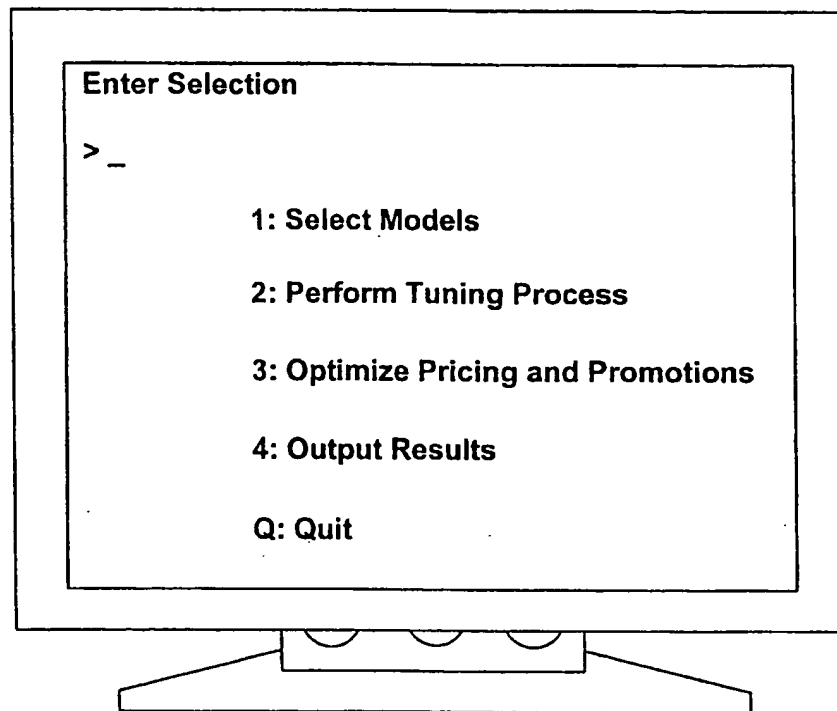 Enter Selection
> _
1: Select Models
2: Perform Tuning Process
3: Optimize Pricing and Promotions
4: Output Results
Q: Quit